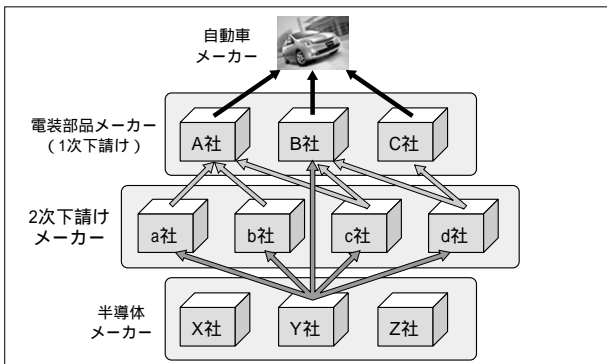 自動車
メーカー
電装部品メーカー
(1次下請け)
A社
B社
C社
2次下請け
メーカー
a社
b社
c社
d社
半導体
メーカー
X社
Y社
Z社